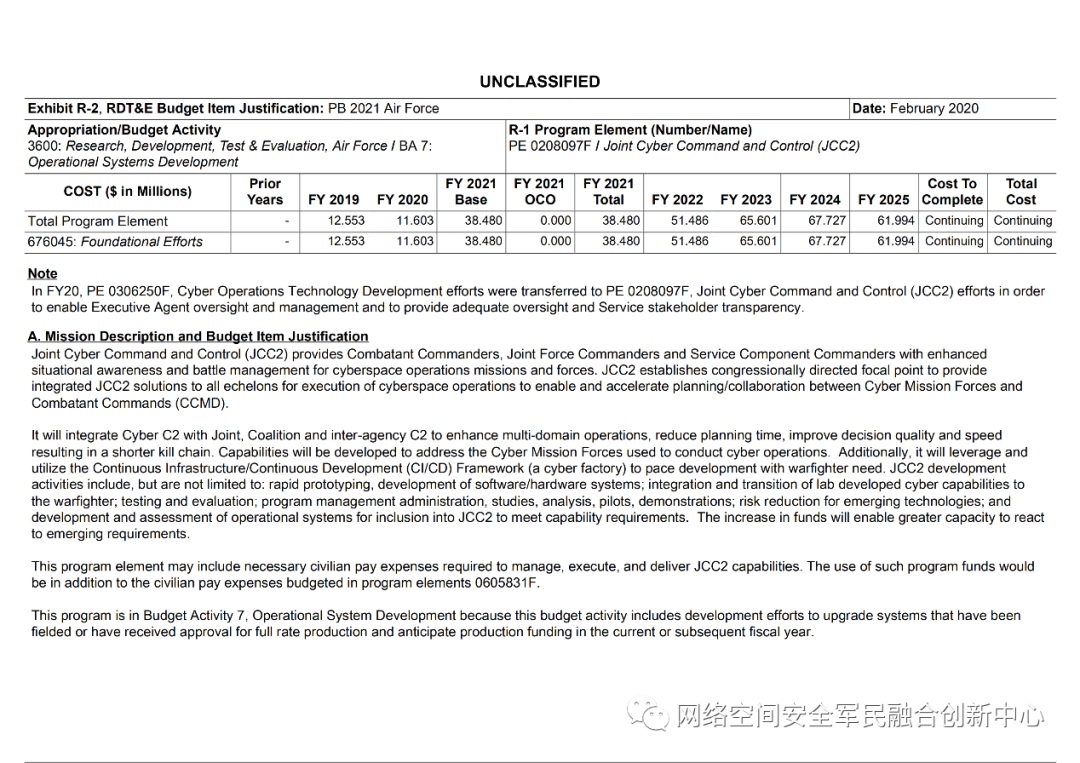 UNCLASSIFIED
Exhibit R-2, RDT&E Budget Item Justification: PB 2021 Air Force Date: February 2020
Appropriation/Budget Activity
3600: Research, Development, Test & Evaluation, Air Force / BA 7:
Operational Systems Development
R-1 Program Element (Number/Name)
PE 0208097F / Joint Cyber Command and Control (JCC2)
COST ($ in Millions) Prior Years FY 2019 FY 2020 FY 2021 Base FY 2021 OCO FY 2021 Total FY 2022 FY 2023 FY 2024 FY 2025 Cost To Complete Total Cost
Total Program Element - 12.553 11.603 38.480 0.000 38.480 51.486 65.601 67.727 61.994 Continuing Continuing
676045: Foundational Efforts - 12.553 11.603 38.480 0.000 38.480 51.486 65.601 67.727 61.994 Continuing Continuing
Note
In FY20, PE 0306250F, Cyber Operations Technology Development efforts were transferred to PE 0208097F, Joint Cyber Command and Control (JCC2) efforts in order
to enable Executive Agent oversight and management and to provide adequate oversight and Service stakeholder transparency.
A. Mission Description and Budget Item Justification
Joint Cyber Command and Control (JCC2) provides Combatant Commanders, Joint Force Commanders and Service Component Commanders with enhanced
situational awareness and battle management for cyberspace operations missions and forces. JCC2 establishes congressionally directed focal point to provide
integrated JCC2 solutions to all echelons for execution of cyberspace operations to enable and accelerate planning/collaboration between Cyber Mission Forces and
Combatant Commands (CCMD).
It will integrate Cyber C2 with Joint, Coalition and inter-agency C2 to enhance multi-domain operations, reduce planning time, improve decision quality and speed
resulting in a shorter kill chain. Capabilities will be developed to address the Cyber Mission Forces used to conduct cyber operations. Additionally, it will leverage and
utilize the Continuous Infrastructure/Continuous Development (CI/CD) Framework (a cyber factory) to pace development with warfighter need. JCC2 development
activities include, but are not limited to: rapid prototyping, development of software/hardware systems; integration and transition of lab developed cyber capabilities to
the warfighter; testing and evaluation; program management administration, studies, analysis, pilots, demonstrations; risk reduction for emerging technologies; and
development and assessment of operational systems for inclusion into JCC2 to meet capability requirements. The increase in funds will enable greater capacity to react
to emerging requirements.
This program element may include necessary civilian pay expenses required to manage, execute, and deliver JCC2 capabilities. The use of such program funds would
be in addition to the civilian pay expenses budgeted in program elements 0605831F.
This program is in Budget Activity 7, Operational System Development because this budget activity includes development efforts to upgrade systems that have been
fielded or have received approval for full rate production and anticipate production funding in the current or subsequent fiscal year.
网络空间安全军民融合创新中心